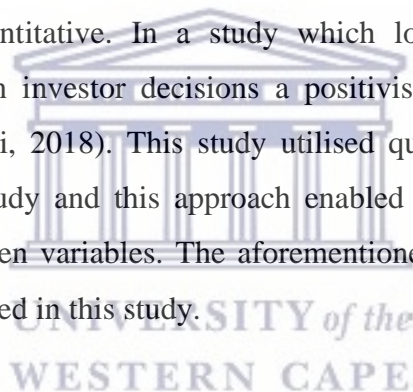 ntitative. In a study which lo
n investor decisions a positivis
i, 2018). This study utilised qu
udy and this approach enabled
en variables. The aforementione
ed in this study.
UNIVERSITY of the
WESTERN CAPE